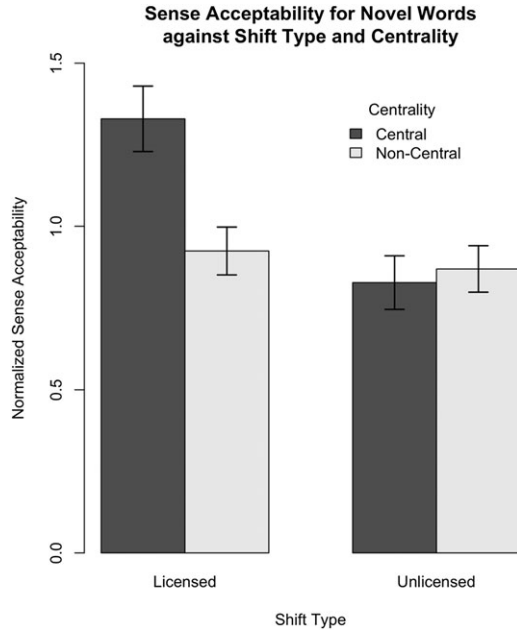 Sense Acceptability for Novel Words
against Shift Type and Centrality
1.5
1.0
0.5
0.0
Normalized Sense Acceptability
Centrality
Central
Non-Central
Licensed
Unlicensed
Shift Type